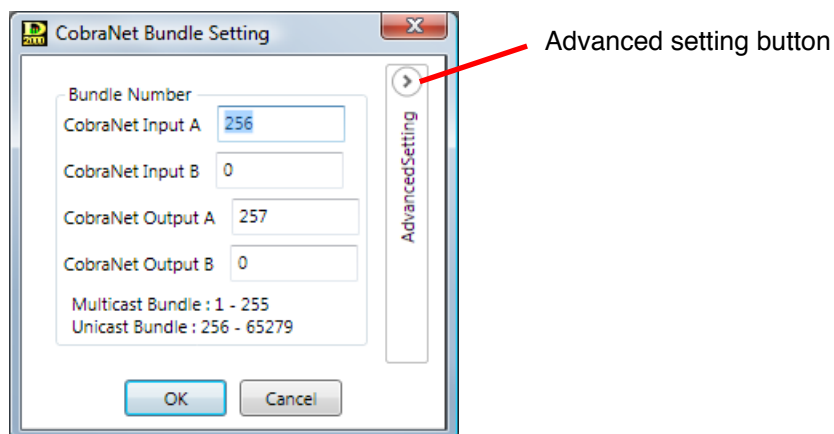 CobraNet Bundle Setting
Advanced setting button
Bundle Number
CobraNet Input A 256
CobraNet Input B 0
CobraNet Output A 257
CobraNet Output B 0
Multicast Bundle : 1 - 255
Unicast Bundle : 256 - 65279
AdvancedSetting
OK Cancel